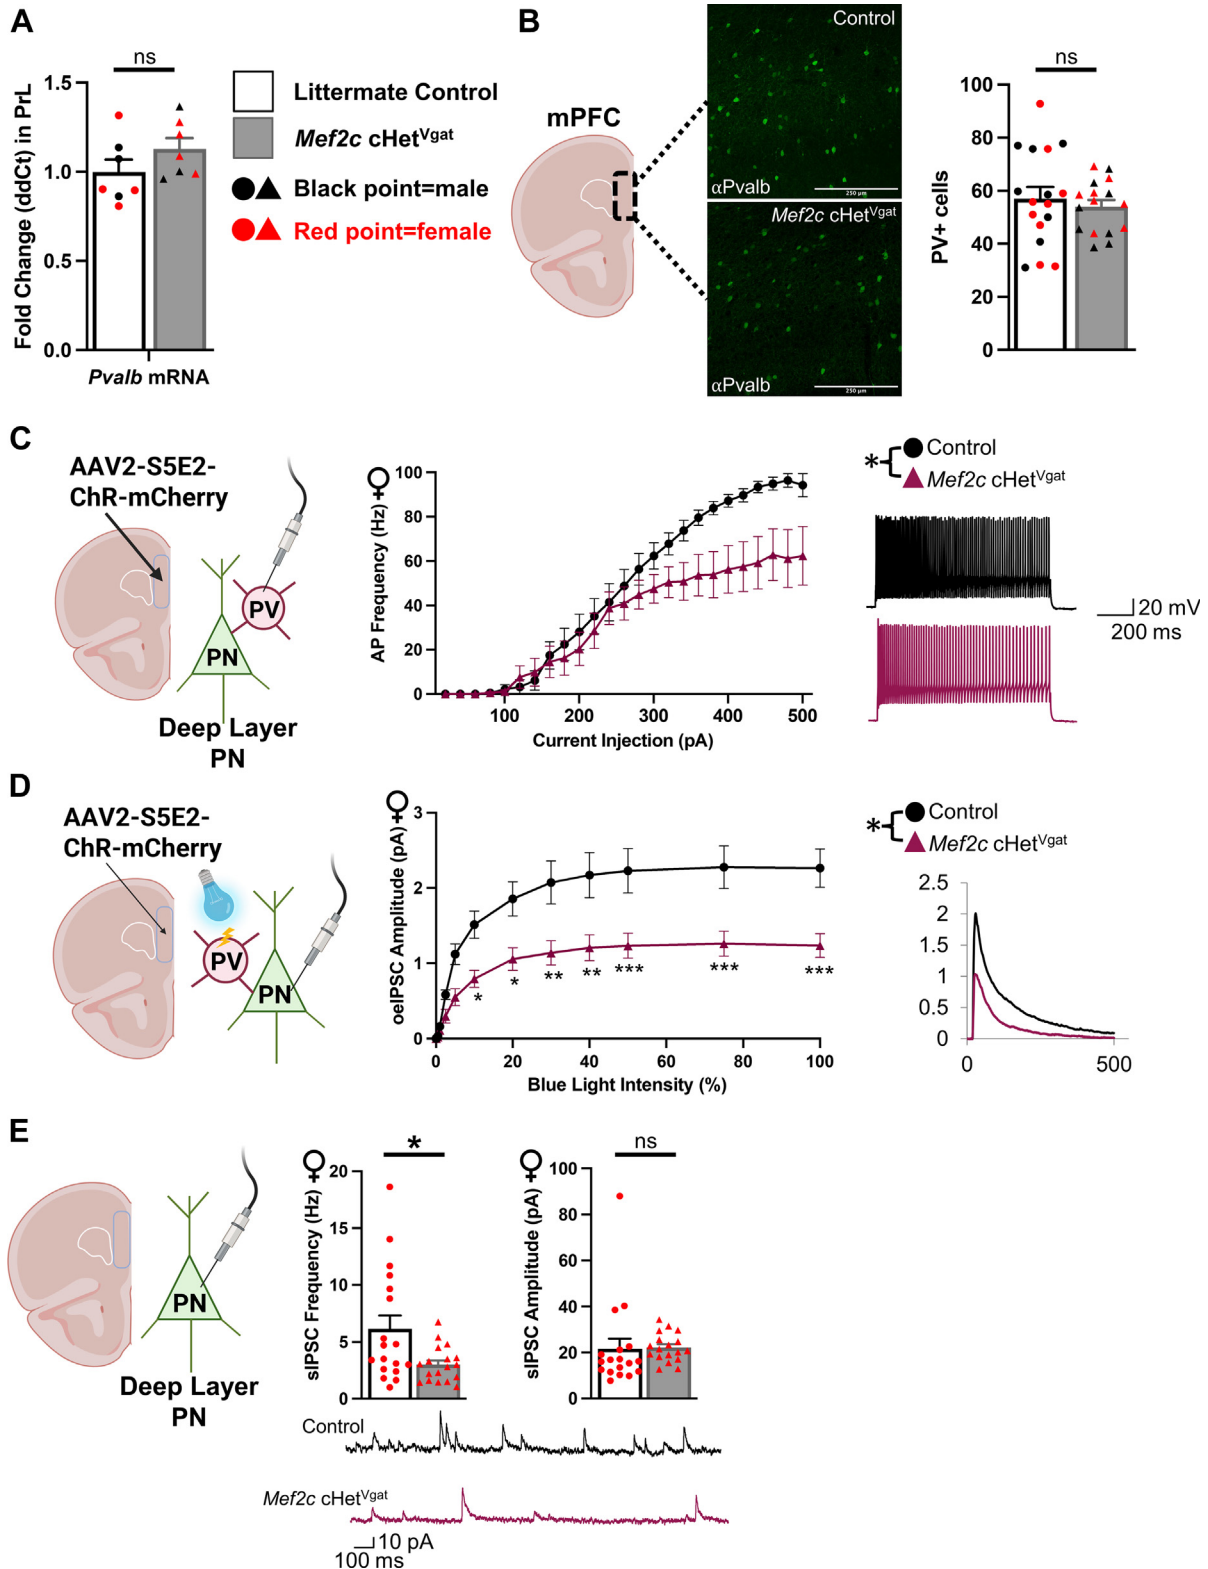 A
ns
Fold Change (ddCt) in PrL
1.5
1.0
0.5
0.0
Pvalb mRNA
Littermate Control
Mef2c cHetVgat
Black point=male
Red point=female
B
mPFC
Control
αPvalb
250 µm
Mef2c cHetVgat
αPvalb
250 µm
ns
PV+ cells
100
80
60
40
20
0
C
AAV2-S5E2-
ChR-mCherry
PV
PN
Deep Layer
PN
♀
AP Frequency (Hz)
100
80
60
40
20
0
100 200 300 400 500
Current Injection (pA)
* Control
Mef2c cHetVgat
20 mV
200 ms
D
AAV2-S5E2-
ChR-mCherry
PV
PN
♀
oeIPSC Amplitude (pA)
3
2
1
0
* * ** ** *** *** ***
0 20 40 60 80 100
Blue Light Intensity (%)
* Control
Mef2c cHetVgat
2.5
2
1.5
1
0.5
0
0 500
E
PN
Deep Layer
PN
♀
*
sIPSC Frequency (Hz)
20
15
10
5
0
♀
ns
sIPSC Amplitude (pA)
100
80
60
40
20
0
Control
Mef2c cHetVgat
10 pA
100 ms